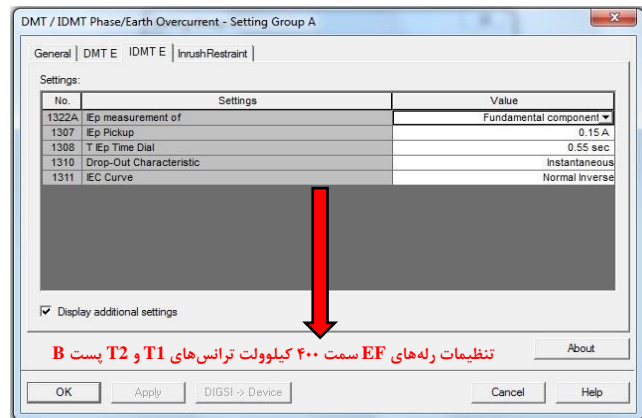 DMT / IDMT Phase/Earth Overcurrent - Setting Group A
General DMT E IDMT E InrushRestraint
Settings:
No. Settings Value
1322A IEp measurement of Fundamental component
1307 IEp Pickup 0.15 A
1308 T IEp Time Dial 0.55 sec
1310 Drop-Out Characteristic Instantaneous
1311 IEC Curve Normal Inverse
Display additional settings
تنظیمات رله‌های EF سمت ۴۰۰ کیلوولت ترانس‌های T1 و T2 پست B
About
OK Apply DIGSI -> Device Cancel Help